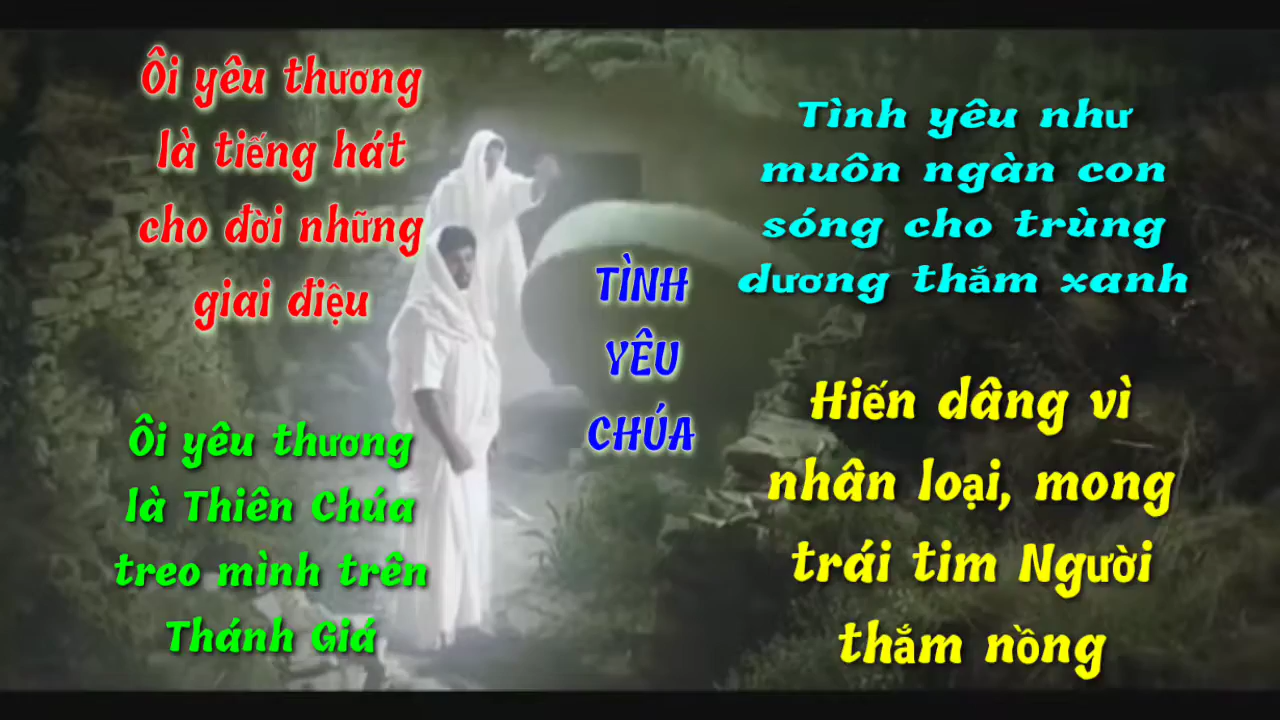 Ôi yêu thương
là tiếng hát
cho đời những
giai điệu
Tình yêu như
muôn ngàn con
sóng cho trùng
dương thắm xanh
TÌNH
YÊU
CHÚA
Ôi yêu thương
là Thiên Chúa
treo mình trên
Thánh Giá
Hiến dâng vì
nhân loại, mong
trái tim Người
thắm nồng